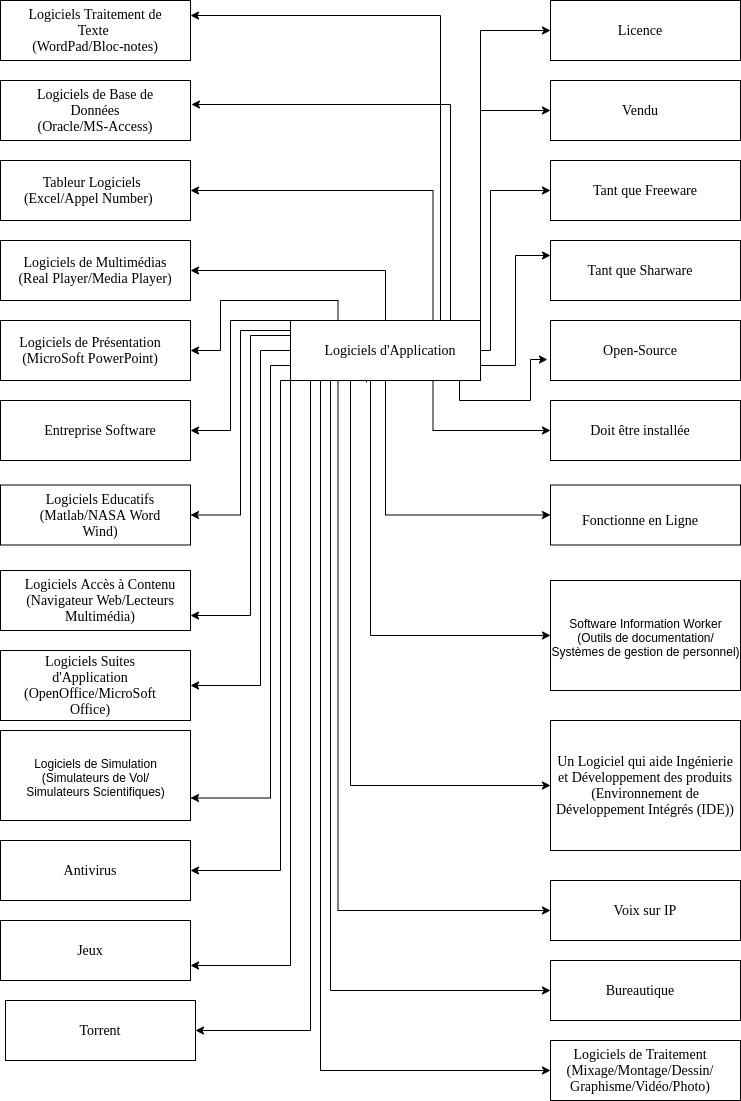 Logiciels Traitement de
Texte
(WordPad/Bloc-notes)
Logiciels de Base de
Données
(Oracle/MS-Access)
Tableur Logiciels
(Excel/Appel Number)
Logiciels de Multimédias
(Real Player/Media Player)
Logiciels de Présentation
(MicroSoft PowerPoint)
Entreprise Software
Logiciels Educatifs
(Matlab/NASA Word
Wind)
Logiciels Accès à Contenu
(Navigateur Web/Lecteurs
Multimédia)
Logiciels Suites
d'Application
(OpenOffice/MicroSoft
Office)
Logiciels de Simulation
(Simulateurs de Vol/
Simulateurs Scientifiques)
Antivirus
Jeux
Torrent
Logiciels d'Application
Licence
Vendu
Tant que Freeware
Tant que Sharware
Open-Source
Doit être installée
Fonctionne en Ligne
Software Information Worker
(Outils de documentation/
Systèmes de gestion de personnel)
Un Logiciel qui aide Ingénierie
et Développement des produits
(Environnement de
Développement Intégrés (IDE))
Voix sur IP
Bureautique
Logiciels de Traitement
(Mixage/Montage/Dessin/
Graphisme/Vidéo/Photo)